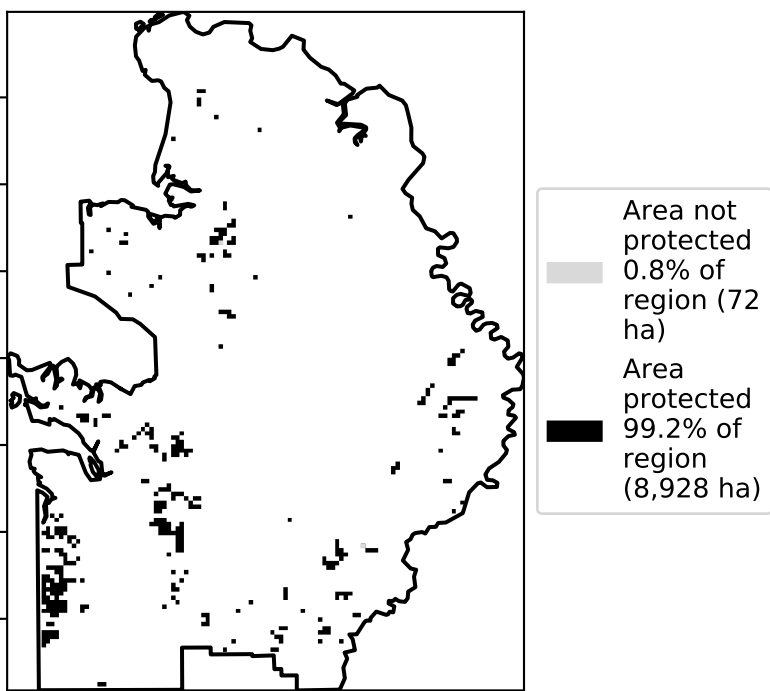 Area not
protected
0.8% of
region (72
ha)
Area
protected
99.2% of
region
(8,928 ha)